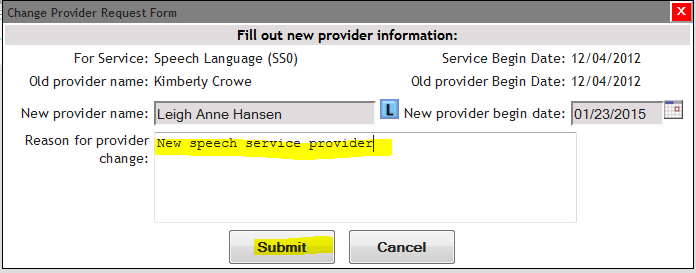 Change Provider Request Form
Fill out new provider information:
For Service: Speech Language (SS0) Service Begin Date: 12/04/2012
Old provider name: Kimberly Crowe Old provider Begin Date: 12/04/2012
New provider name: Leigh Anne Hansen L New provider begin date: 01/23/2015
Reason for provider New speech service provider
change:
Submit Cancel